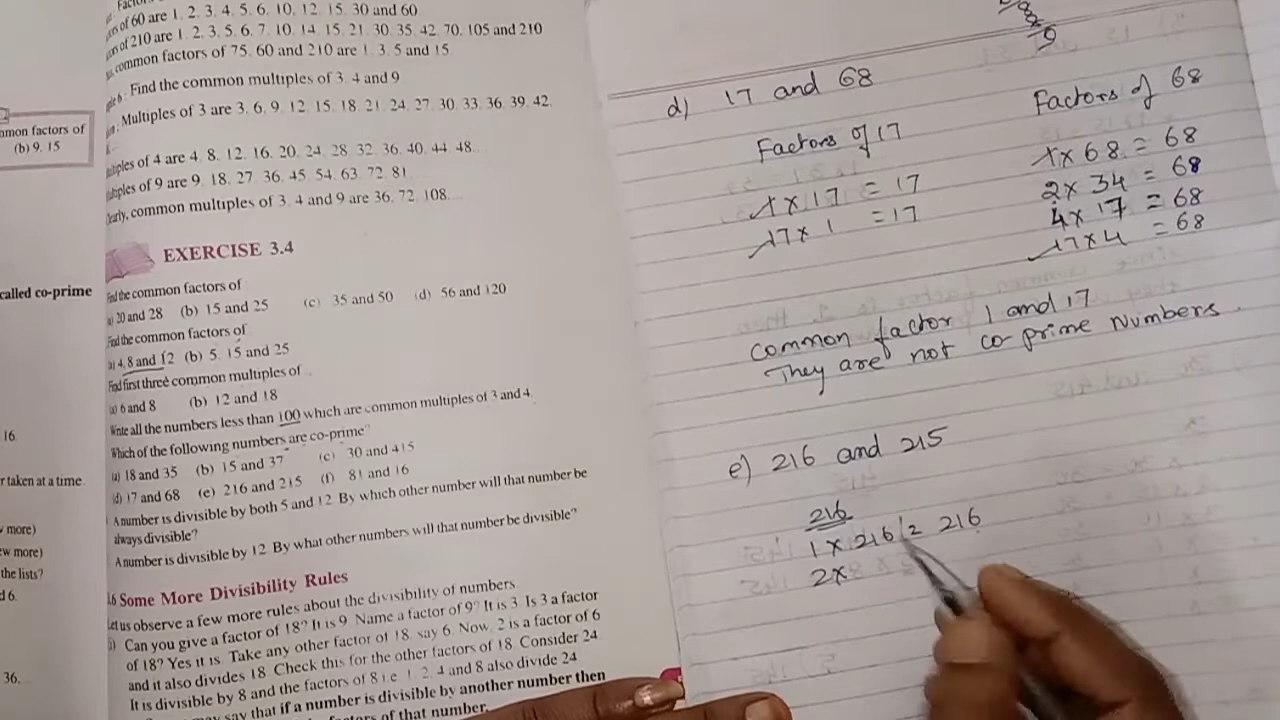 of 60 are 1. 2. 3. 4. 5. 6. 10. 12. 15. 30 and 60
of 210 are 1. 2. 3. 5. 6. 7. 10. 14. 15. 21. 30. 35. 42. 70. 105 and 210
common factors of 75. 60 and 210 are 1. 3. 5 and 15
Find the common multiples of 3. 4 and 9
Multiples of 3 are 3. 6. 9. 12. 15. 18. 21. 24. 27. 30. 33. 36. 39. 42.
of 4 are 4. 8. 12. 16. 20. 24. 28. 32. 36. 40. 44. 48...
of 9 are 9. 18. 27. 36. 45. 54. 63. 72. 81...
common multiples of 3. 4 and 9 are 36. 72. 108....
factors of
(b) 9. 15
called co-prime
16.
taken at a time
more)
more)
the lists?
36.
EXERCISE 3.4
the common factors of
20 and 28 (b) 15 and 25 (c) 35 and 50 (d) 56 and 120
the common factors of
4, 8 and 12 (b) 5. 15 and 25
first three common multiples of
6 and 8 (b) 12 and 18
Write all the numbers less than 100 which are common multiples of 3 and 4.
Which of the following numbers are co-prime?
(a) 18 and 35 (b) 15 and 37 (c) 30 and 415
(d) 17 and 68 (e) 216 and 215 (f) 81 and 16
A number is divisible by both 5 and 12. By which other number will that number be
always divisible?
A number is divisible by 12. By what other numbers will that number be divisible?
Some More Divisibility Rules
us observe a few more rules about the divisibility of numbers.
Can you give a factor of 18? It is 9. Name a factor of 9? It is 3. Is 3 a factor
of 18? Yes it is. Take any other factor of 18. say 6. Now. 2 is a factor of 6
and it also divides 18. Check this for the other factors of 18. Consider 24.
It is divisible by 8 and the factors of 8 i.e. 1. 2. 4 and 8 also divide 24.
say that if a number is divisible by another number then
of that number.
d) 17 and 68
Factors of 17
1 x 17 = 17
17 x 1 = 17
Factors of 68
1 x 68 = 68
2 x 34 = 68
4 x 17 = 68
17 x 4 = 68
common factor 1 and 17
They are not co prime Numbers.
e) 216 and 215
216
1 x 216 = 216
2 x